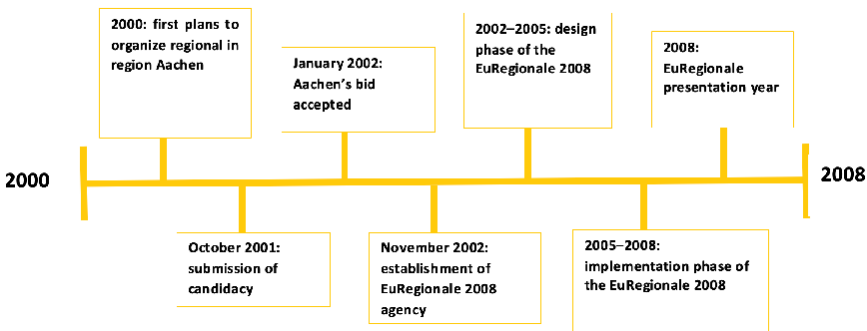 2000: first plans to
organize regional in
region Aachen
January 2002:
Aachen's bid
accepted
2002–2005: design
phase of the
EuRegionale 2008
2008:
EuRegionale
presentation year
2000
2008
October 2001:
submission of
candidacy
November 2002:
establishment of
EuRegionale 2008
agency
2005–2008:
implementation phase of
the EuRegionale 2008